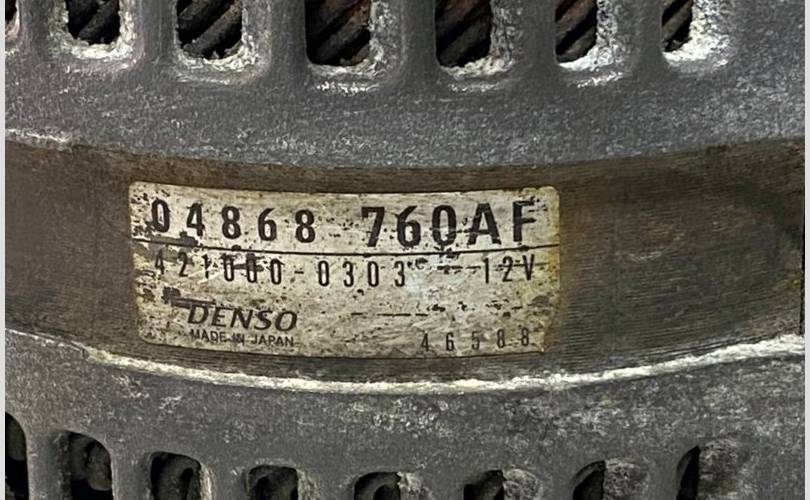 04868 760AF
421000-0303 12V
DENSO
MADE IN JAPAN 46588